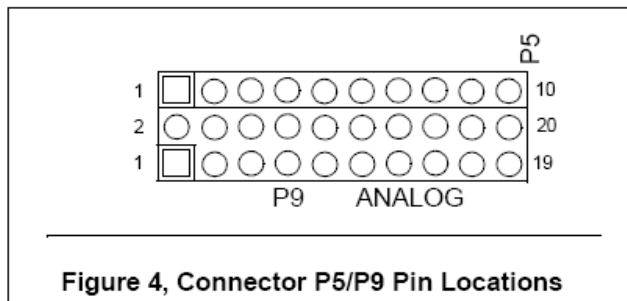 P5
1 10
2 20
1 19
P9 ANALOG
Figure 4, Connector P5/P9 Pin Locations